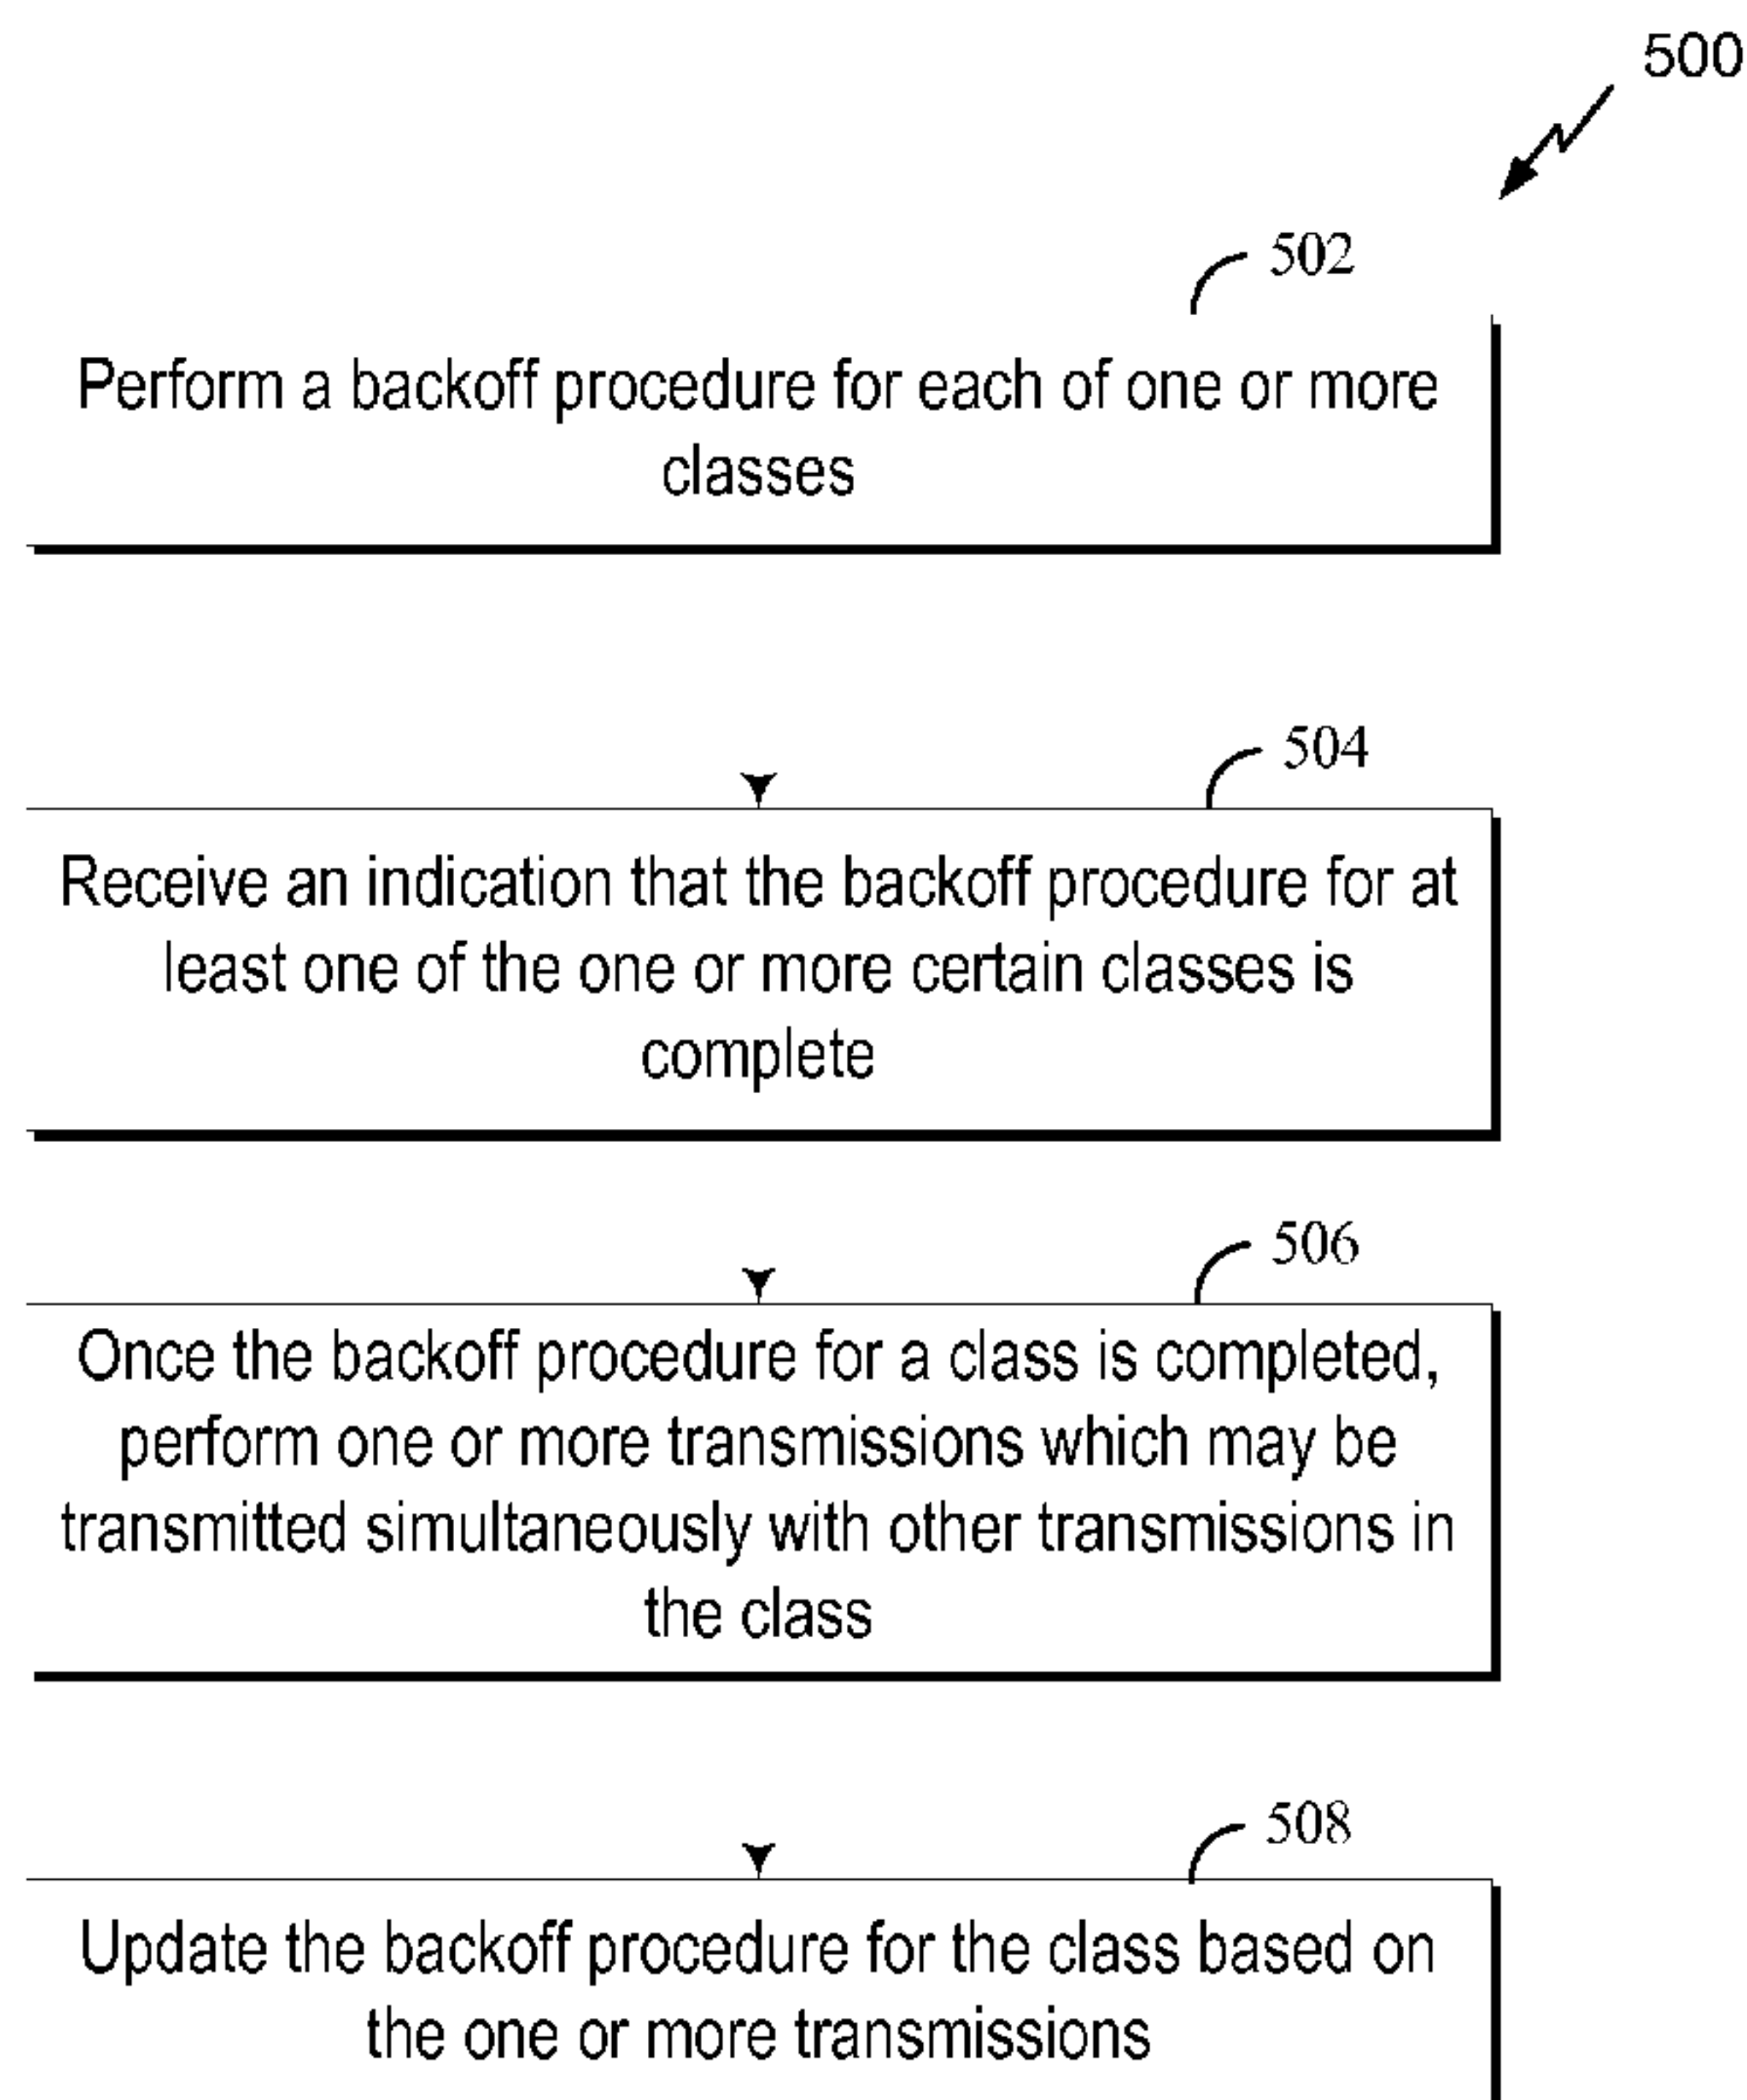 500
502
Perform a backoff procedure for each of one or more
classes
504
Receive an indication that the backoff procedure for at
least one of the one or more certain classes is
complete
506
Once the backoff procedure for a class is completed,
perform one or more transmissions which may be
transmitted simultaneously with other transmissions in
the class
508
Update the backoff procedure for the class based on
the one or more transmissions